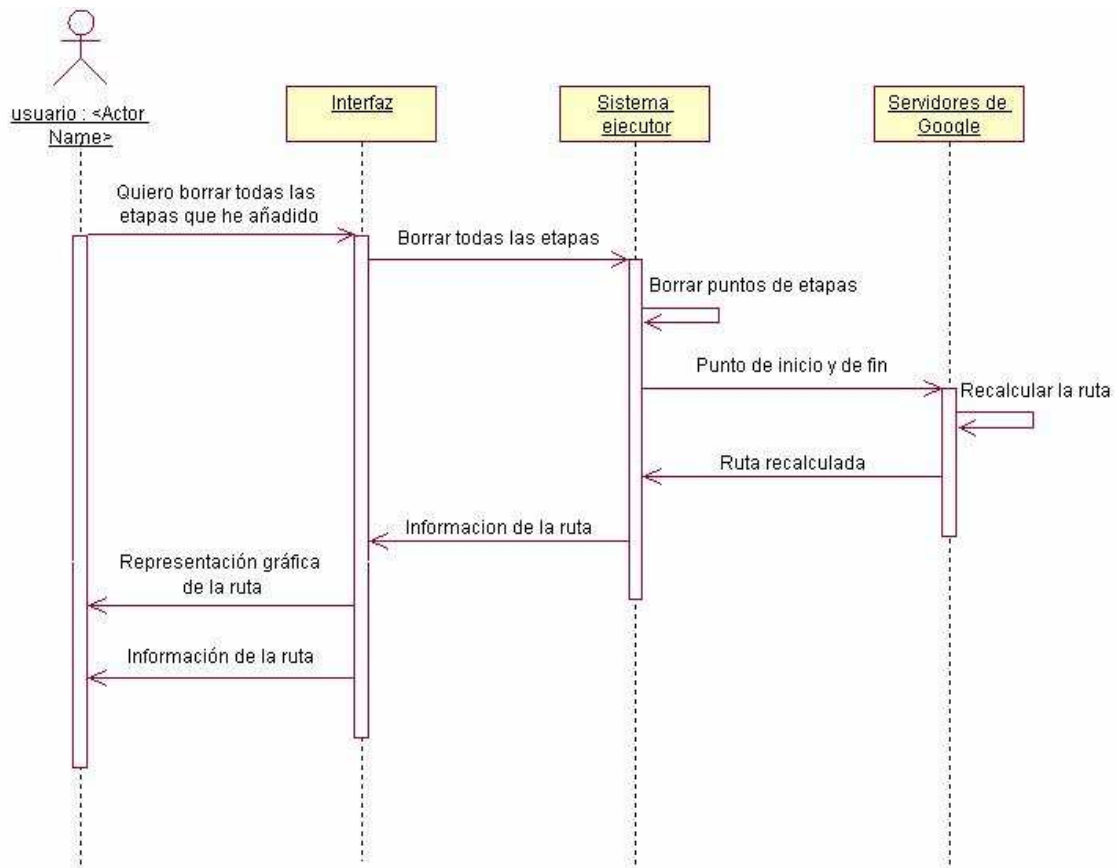 usuario : <Actor
Name>
Interfaz
Sistema
ejecutor
Servidores de
Google
Quiero borrar todas las
etapas que he añadido
Borrar todas las etapas
Borrar puntos de etapas
Punto de inicio y de fin
Recalcular la ruta
Ruta recalculada
Informacion de la ruta
Representación gráfica
de la ruta
Información de la ruta